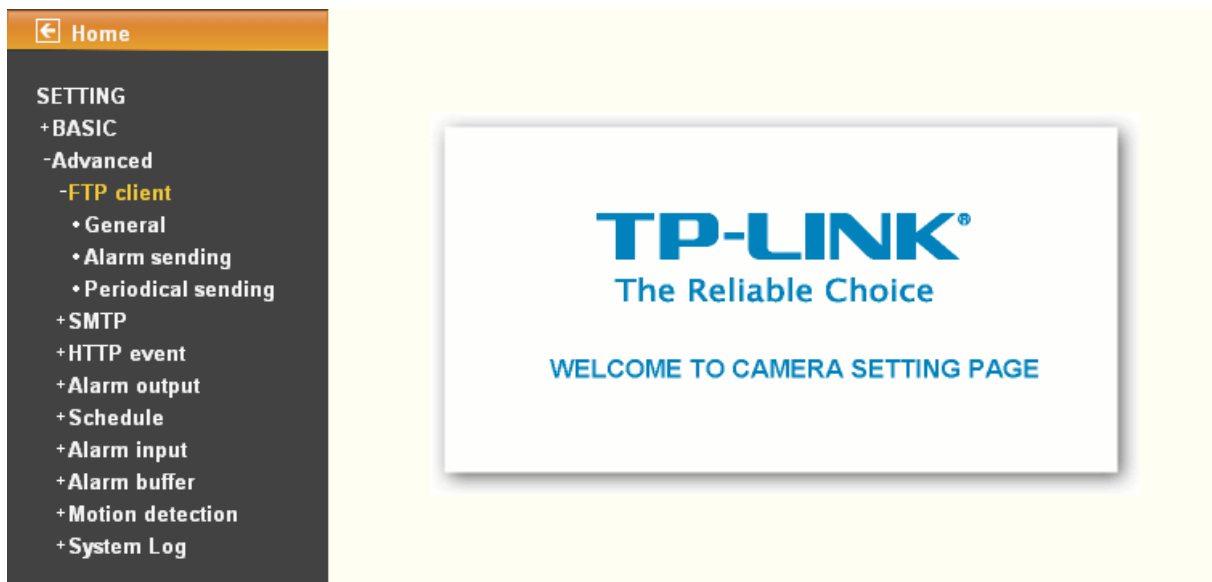 Home
SETTING
+BASIC
-Advanced
-FTP client
• General
• Alarm sending
• Periodical sending
+SMTP
+HTTP event
+Alarm output
+Schedule
+Alarm input
+Alarm buffer
+Motion detection
+System Log
TP-LINK®
The Reliable Choice
WELCOME TO CAMERA SETTING PAGE